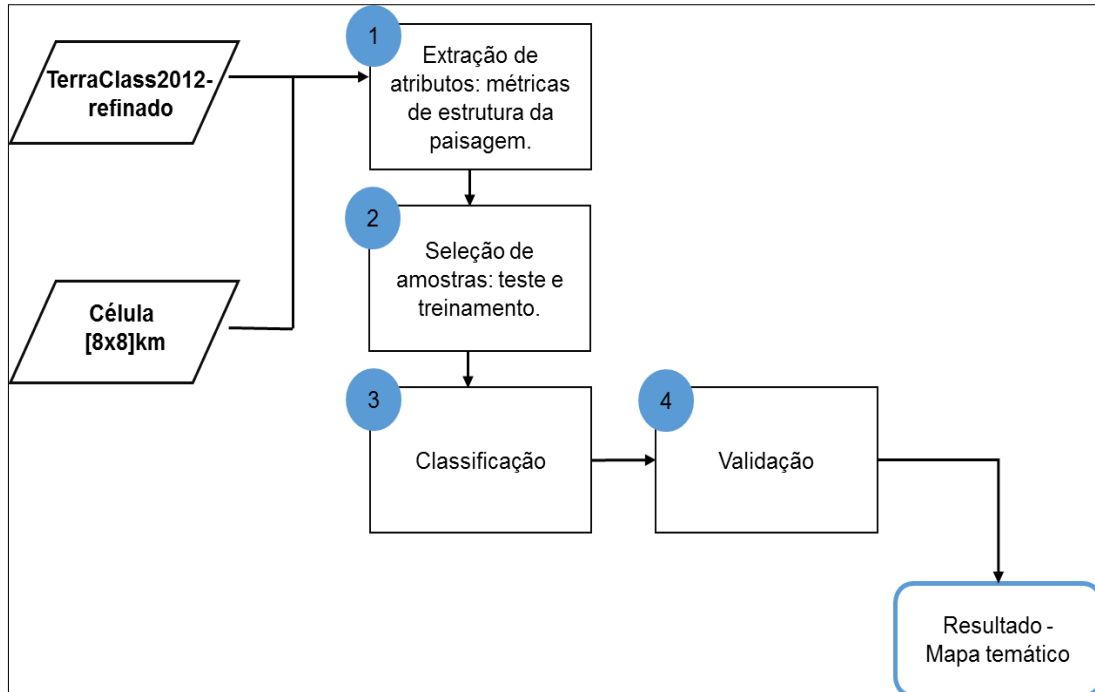 TerraClass2012-
refinado
Célula
[8x8]km
1
Extração de
atributos: métricas
de estrutura da
paisagem.
2
Seleção de
amostras: teste e
treinamento.
3
Classificação
4
Validação
Resultado -
Mapa temático